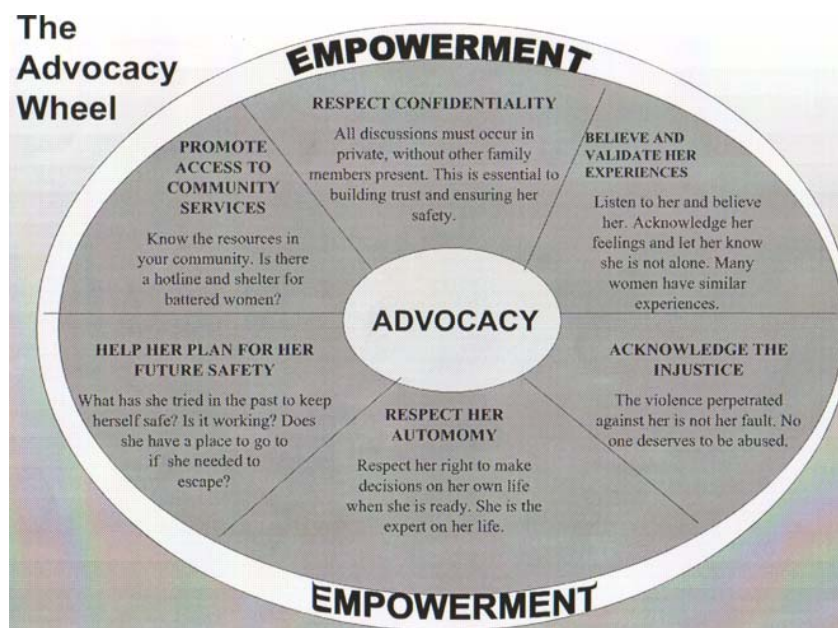 The
Advocacy
Wheel
EMPOWERMENT
RESPECT CONFIDENTIALITY
All discussions must occur in
private, without other family
members present. This is essential to
building trust and ensuring her
safety.
BELIEVE AND
VALIDATE HER
EXPERIENCES
Listen to her and believe
her. Acknowledge her
feelings and let her know
she is not alone. Many
women have similar
experiences.
ACKNOWLEDGE THE
INJUSTICE
The violence perpetrated
against her is not her fault. No
one deserves to be abused.
RESPECT HER
AUTOMOMY
Respect her right to make
decisions on her own life
when she is ready. She is the
expert on her life.
HELP HER PLAN FOR HER
FUTURE SAFETY
What has she tried in the past to keep
herself safe? Is it working? Does
she have a place to go to
if she needed to
escape?
PROMOTE
ACCESS TO
COMMUNITY
SERVICES
Know the resources in
your community. Is there
a hotline and shelter for
battered women?
ADVOCACY
EMPOWERMENT